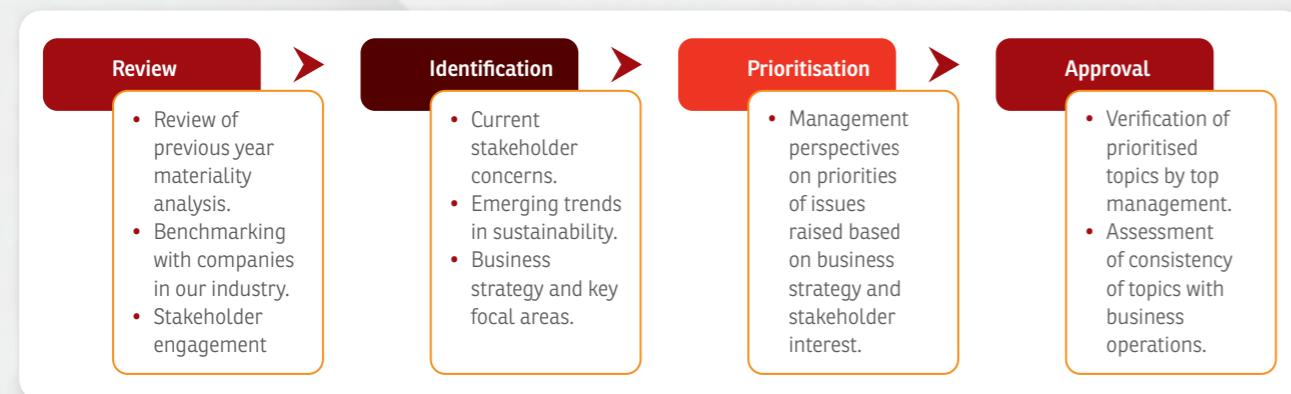 Review
• Review of
previous year
materiality
analysis.
• Benchmarking
with companies
in our industry.
• Stakeholder
engagement
Identification
• Current
stakeholder
concerns.
• Emerging trends
in sustainability.
• Business
strategy and key
focal areas.
Prioritisation
• Management
perspectives
on priorities
of issues
raised based
on business
strategy and
stakeholder
interest.
Approval
• Verification of
prioritised
topics by top
management.
• Assessment
of consistency
of topics with
business
operations.